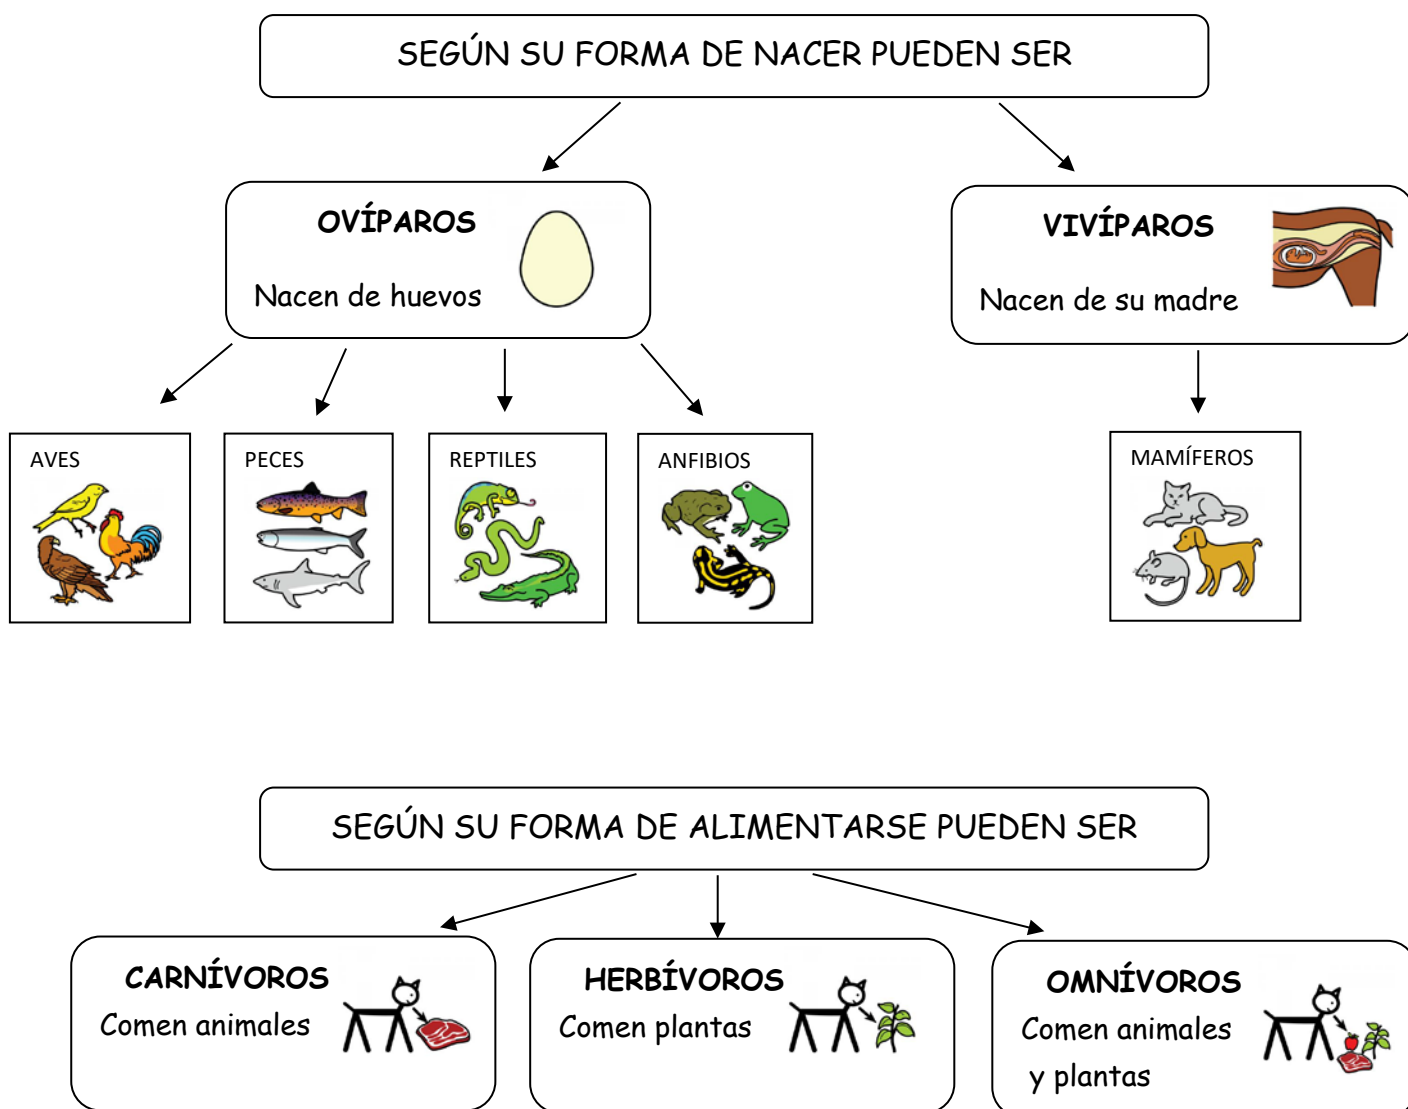 SEGÚN SU FORMA DE NACER PUEDEN SER
OVÍPAROS
Nacen de huevos
VIVÍPAROS
Nacen de su madre
AVES
PECES
REPTILES
ANFIBIOS
MAMÍFEROS
SEGÚN SU FORMA DE ALIMENTARSE PUEDEN SER
CARNÍVOROS
Comen animales
HERBÍVOROS
Comen plantas
OMNÍVOROS
Comen animales
y plantas